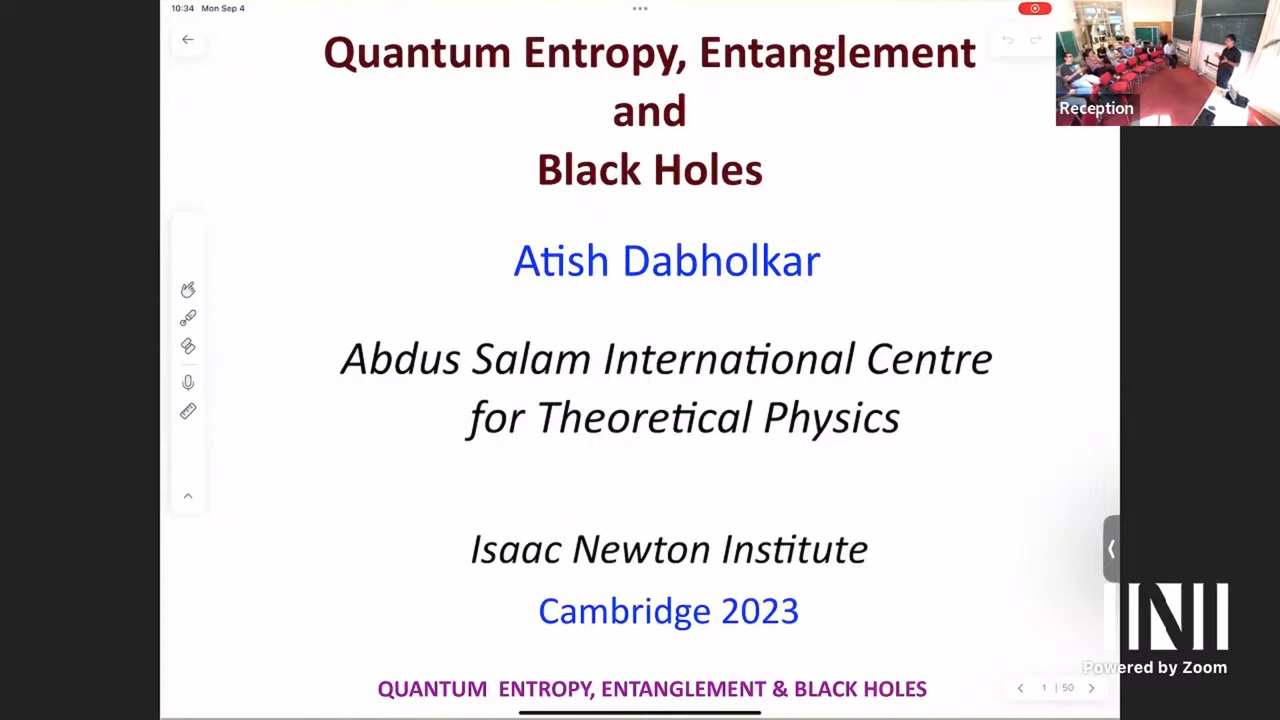 10:34 Mon Sep 4
Quantum Entropy, Entanglement
and
Black Holes
Reception
Atish Dabholkar
Abdus Salam International Centre
for Theoretical Physics
Isaac Newton Institute
Cambridge 2023
INI
Powered by Zoom
QUANTUM ENTROPY, ENTANGLEMENT & BLACK HOLES
1 | 50